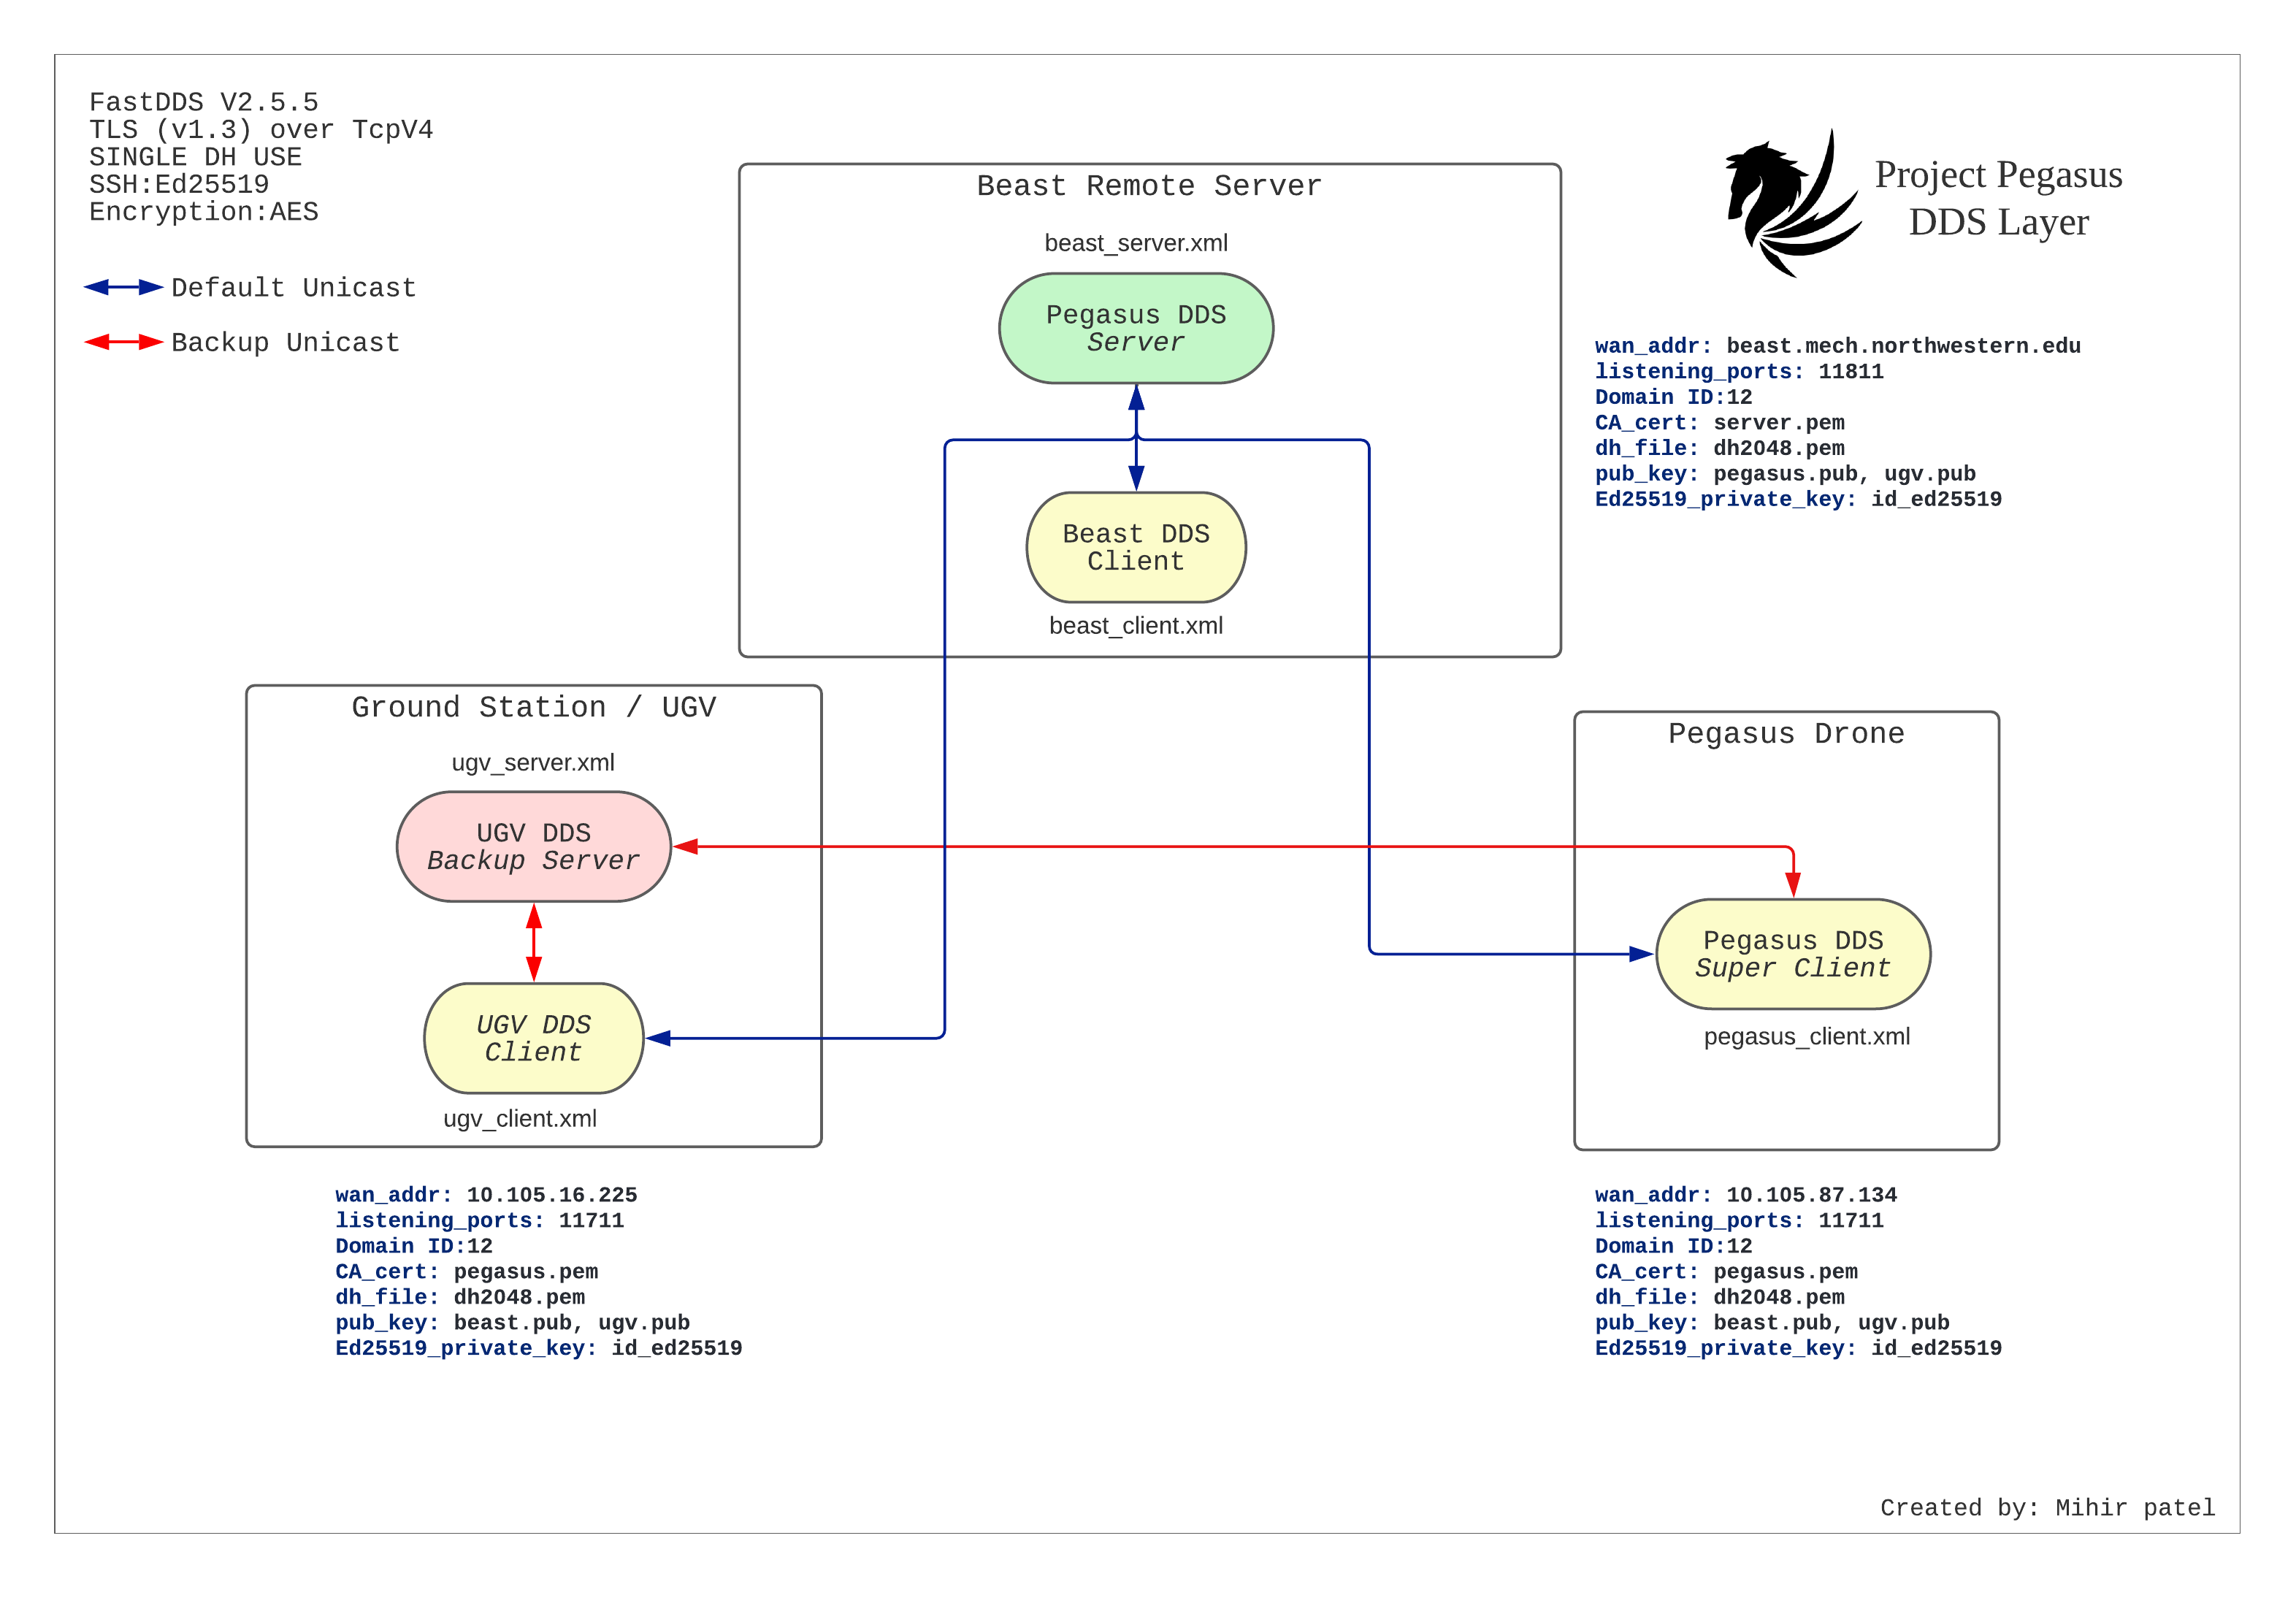 FastDDS V2.5.5
TLS (v1.3) over TcpV4
SINGLE DH USE
SSH:Ed25519
Encryption:AES
Default Unicast
Backup Unicast
Project Pegasus
DDS Layer
Beast Remote Server
beast_server.xml
Pegasus DDS
Server
Beast DDS
Client
beast_client.xml
wan_addr: beast.mech.northwestern.edu
listening_ports: 11811
Domain ID:12
CA_cert: server.pem
dh_file: dh2048.pem
pub_key: pegasus.pub, ugv.pub
Ed25519_private_key: id_ed25519
Ground Station / UGV
ugv_server.xml
UGV DDS
Backup Server
UGV DDS
Client
ugv_client.xml
wan_addr: 10.105.16.225
listening_ports: 11711
Domain ID:12
CA_cert: pegasus.pem
dh_file: dh2048.pem
pub_key: beast.pub, ugv.pub
Ed25519_private_key: id_ed25519
Pegasus Drone
Pegasus DDS
Super Client
pegasus_client.xml
wan_addr: 10.105.87.134
listening_ports: 11711
Domain ID:12
CA_cert: pegasus.pem
dh_file: dh2048.pem
pub_key: beast.pub, ugv.pub
Ed25519_private_key: id_ed25519
Created by: Mihir patel